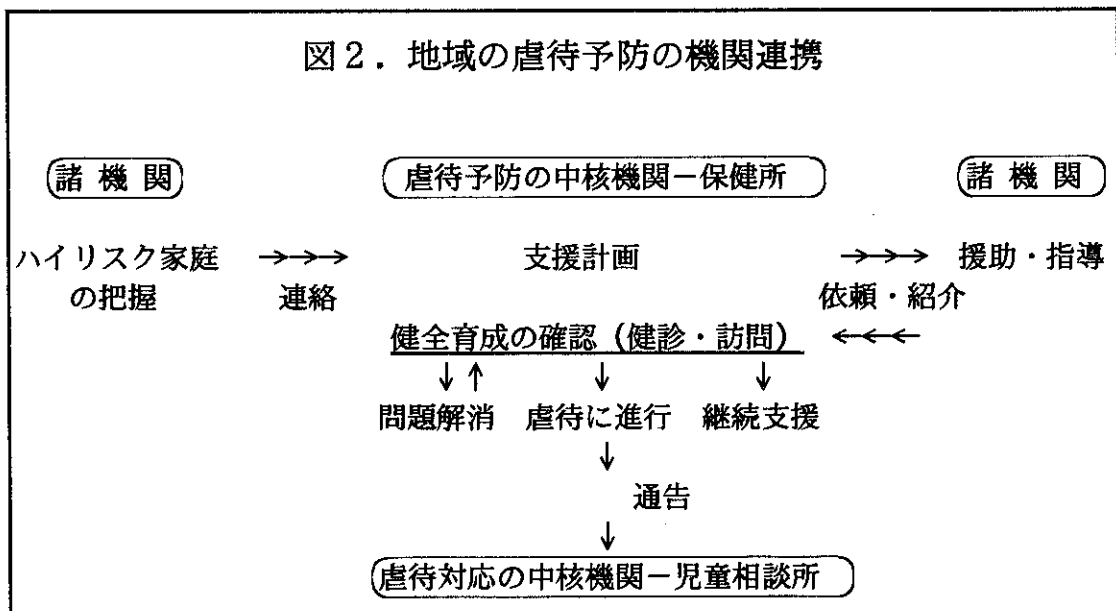 図2．地域の虐待予防の機関連携
諸機関 虐待予防の中核機関－保健所 諸機関
ハイリスク家庭 →→→ 支援計画 →→→ 援助・指導
の把握 連絡 依頼・紹介
健全育成の確認（健診・訪問） ←←←
↓↑ ↓ ↓
問題解消 虐待に進行 継続支援
↓
通告
↓
虐待対応の中核機関－児童相談所